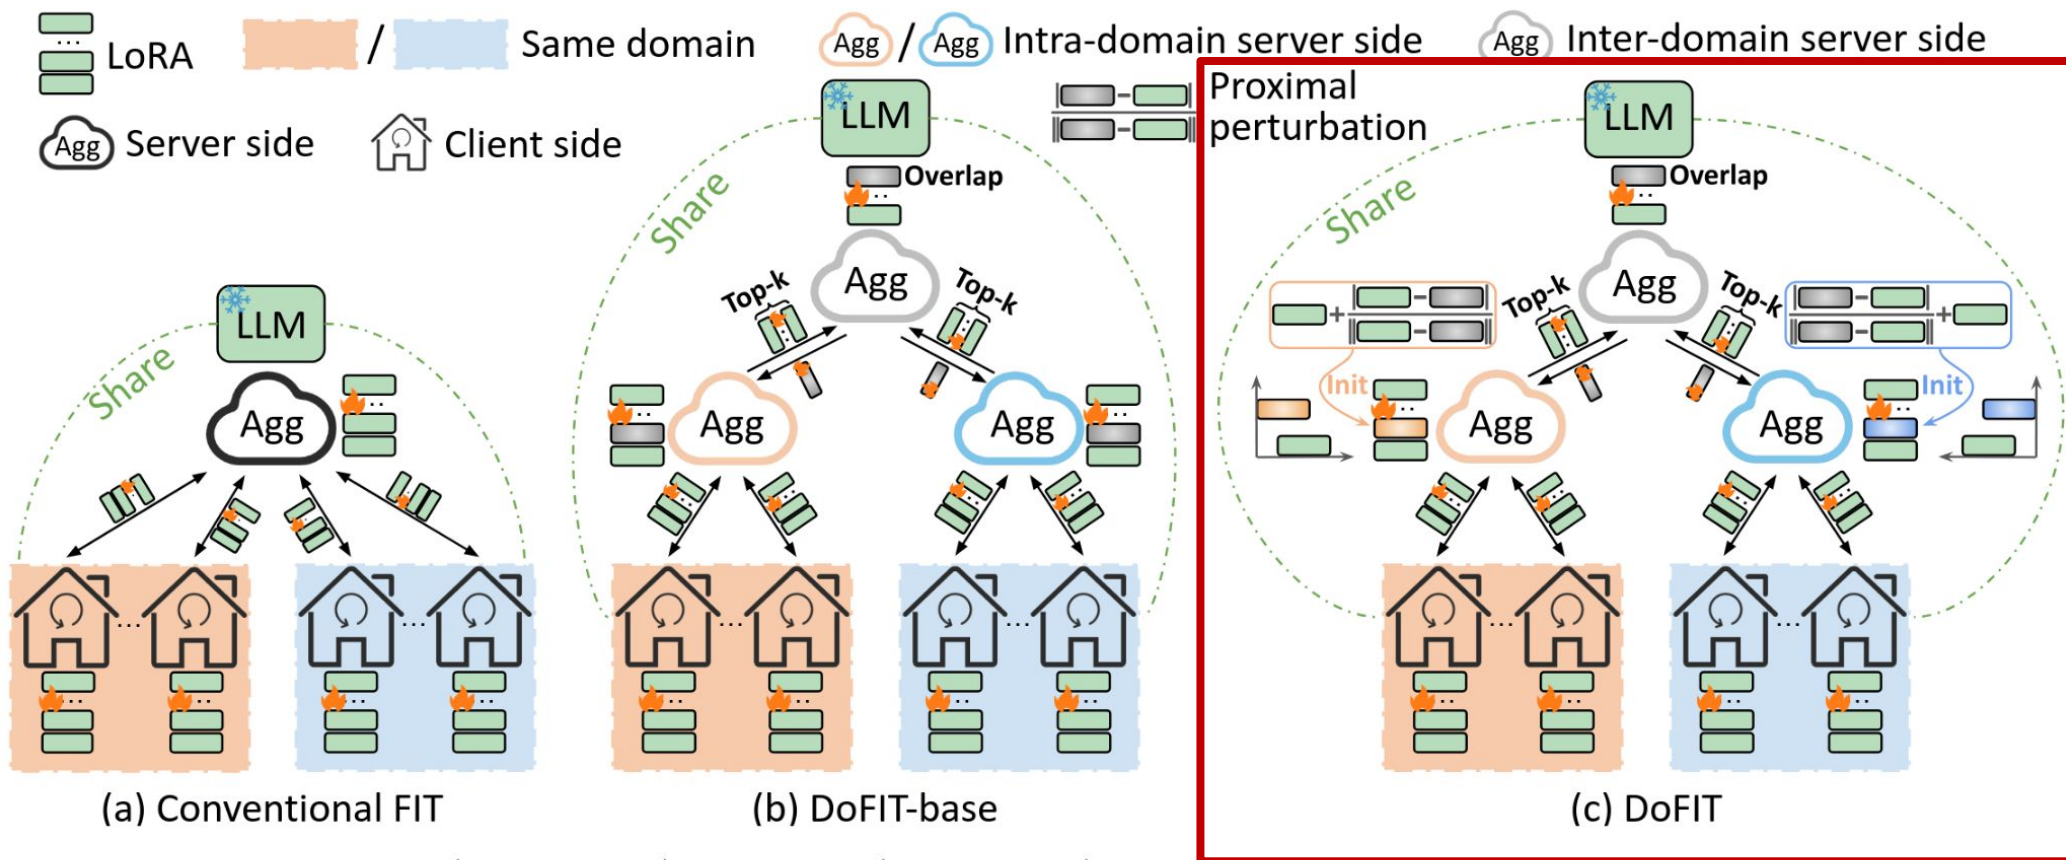 LoRA
/
Same domain
Agg / Agg Intra-domain server side
Agg Inter-domain server side
Agg Server side
Client side
|-|
||-||
Proximal
perturbation
LLM
Share
Agg
...
...
(a) Conventional FIT
LLM
Share
Overlap
Agg
Top-k
Top-k
Agg
Agg
...
...
(b) DoFIT-base
LLM
Share
Overlap
Agg
Top-k
Top-k
+ |-|
||-||
|-| +
||-||
Init
Init
Agg
Agg
...
...
(c) DoFIT